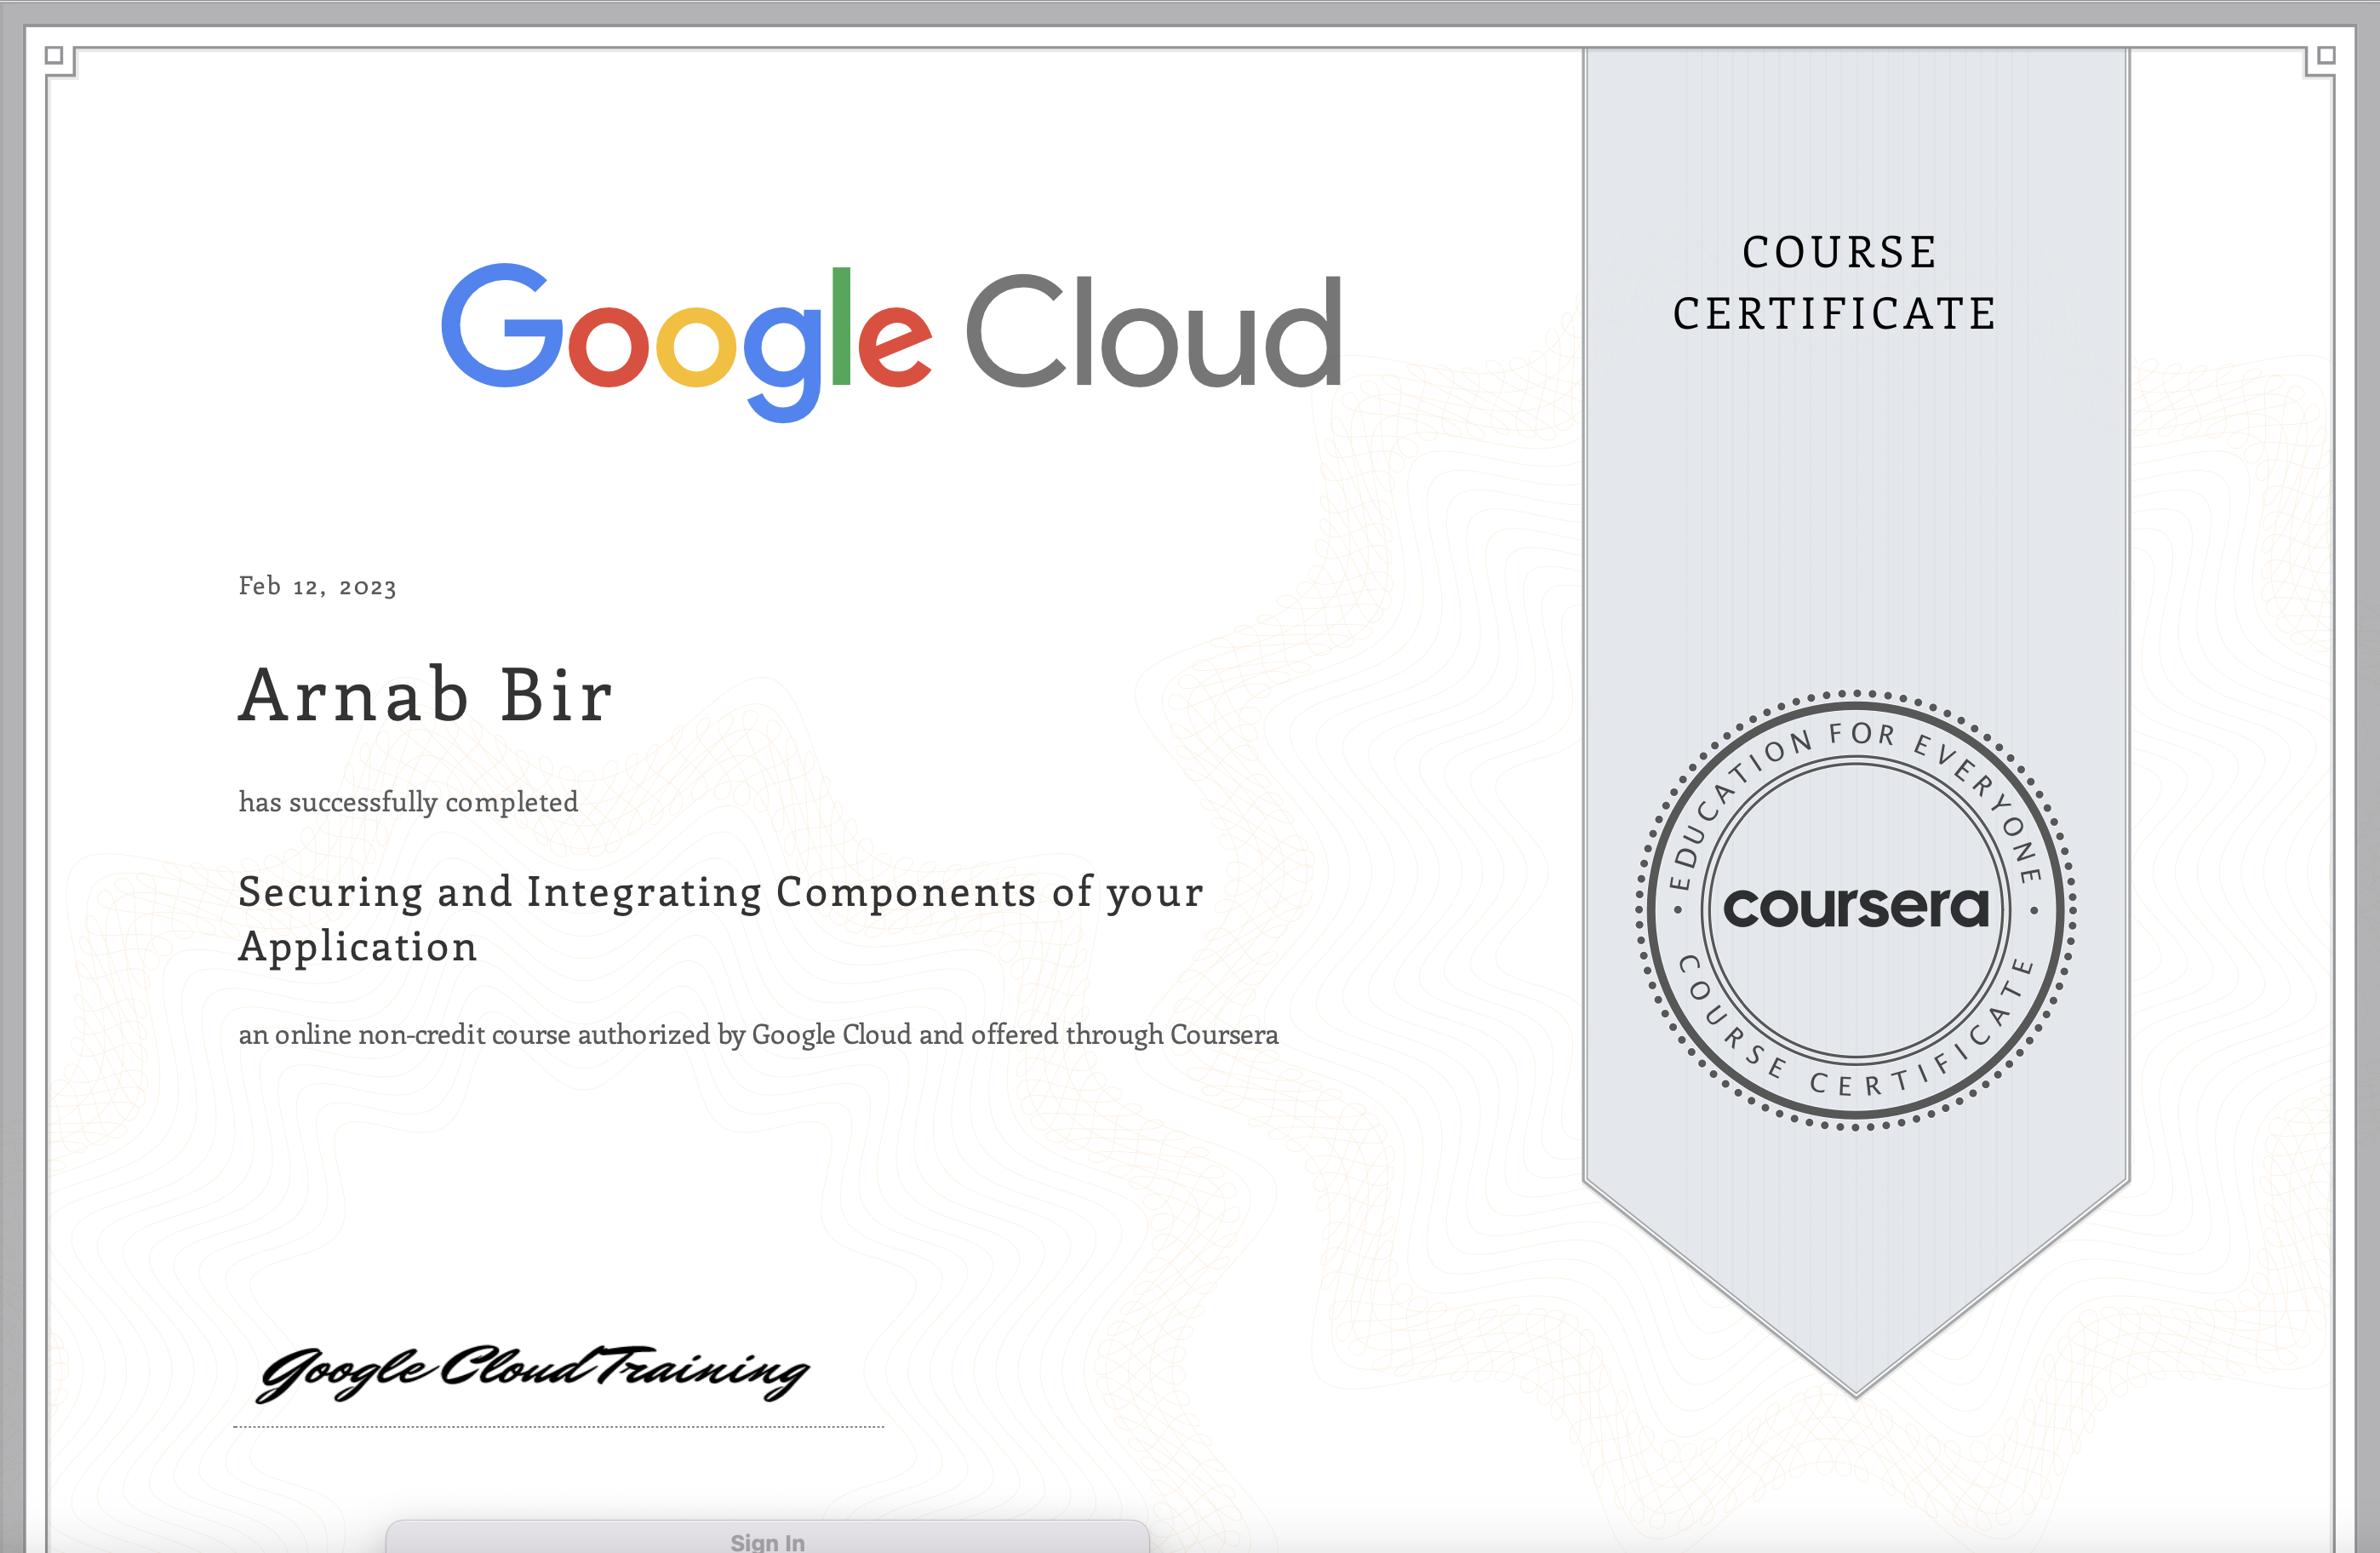 Google Cloud
COURSE
CERTIFICATE
Feb 12, 2023
Arnab Bir
has successfully completed
Securing and Integrating Components of your
Application
an online non-credit course authorized by Google Cloud and offered through Coursera
EDUCATION FOR EVERYONE
coursera
COURSE CERTIFICATE
Google Cloud Training
Sign In